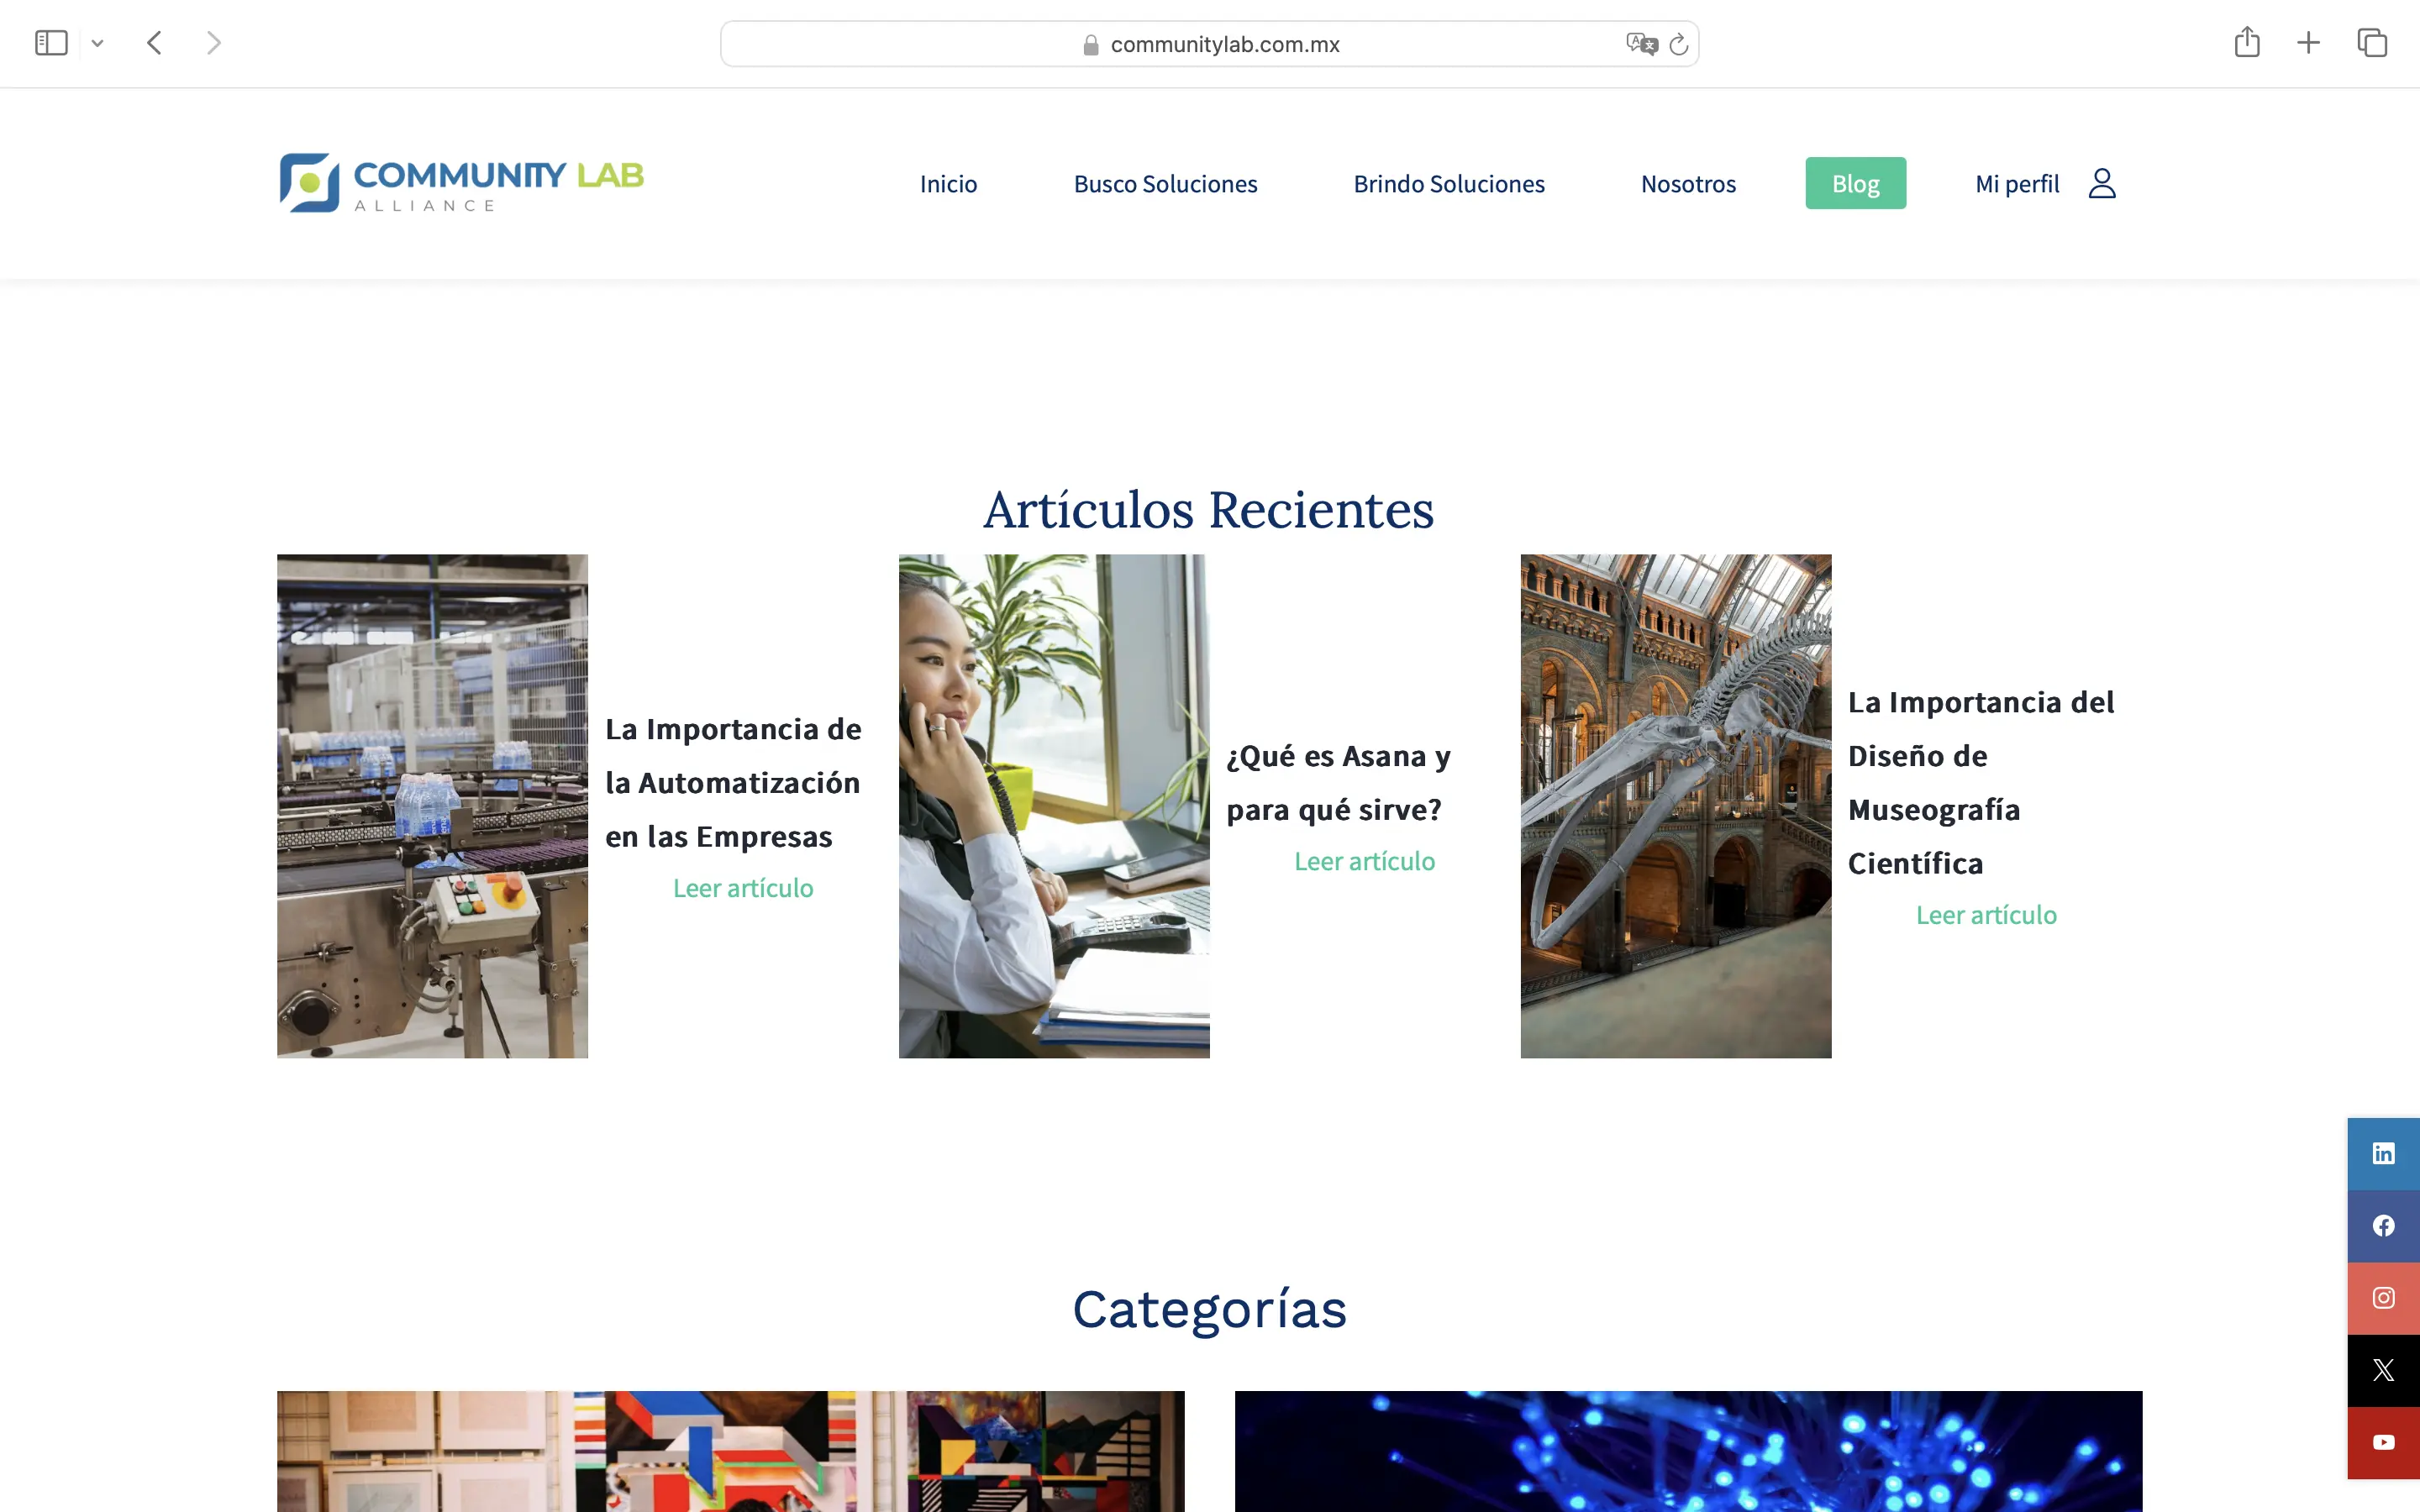 communitylab.com.mx
COMMUNITY LAB
ALLIANCE
Inicio
Busco Soluciones
Brindo Soluciones
Nosotros
Blog
Mi perfil
Artículos Recientes
La Importancia de
la Automatización
en las Empresas
Leer artículo
¿Qué es Asana y
para qué sirve?
Leer artículo
La Importancia del
Diseño de
Museografía
Científica
Leer artículo
Categorías